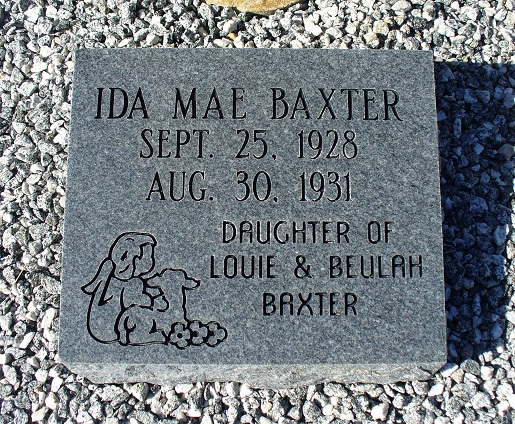 IDA MAE BAXTER
SEPT. 25, 1928
AUG. 30, 1931
DAUGHTER OF
LOUIE & BEULAH
BAXTER